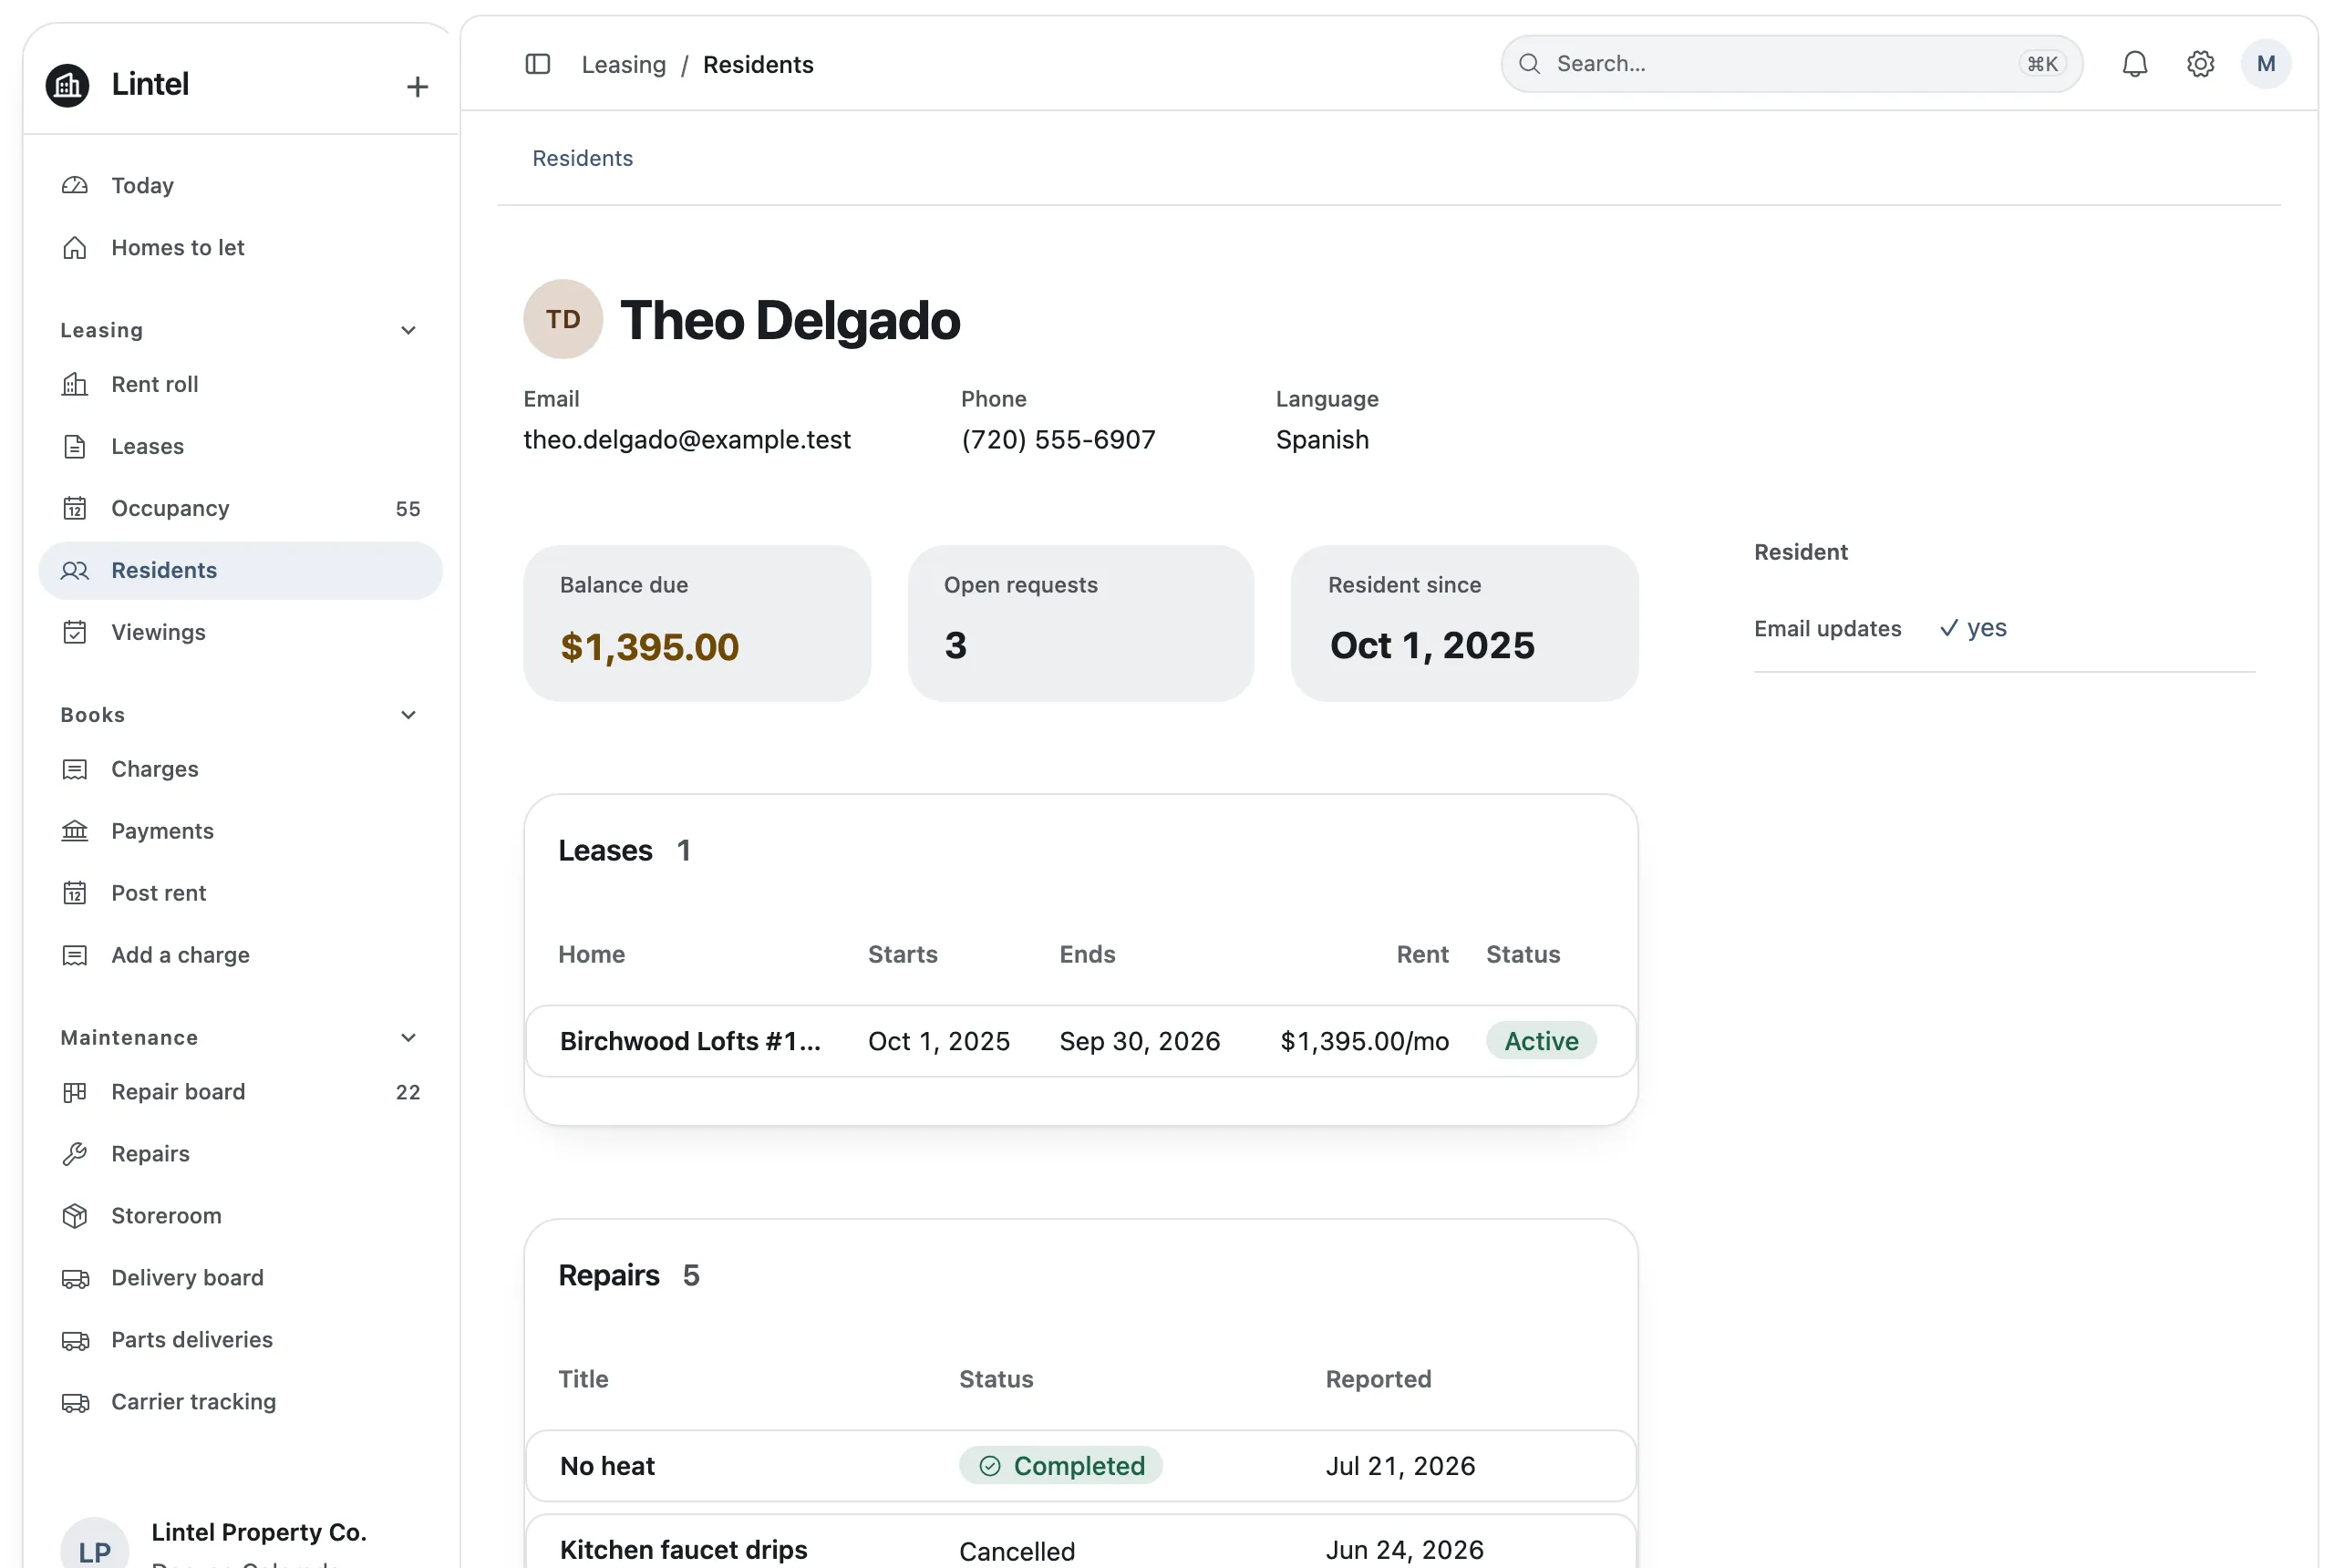 Lintel
Today
Homes to let
Leasing
Rent roll
Leases
Occupancy 55
Residents
Viewings
Books
Charges
Payments
Post rent
Add a charge
Maintenance
Repair board 22
Repairs
Storeroom
Delivery board
Parts deliveries
Carrier tracking
LP Lintel Property Co.
Leasing / Residents
Search... ⌘K
M
Residents
TD Theo Delgado
Email Phone Language
theo.delgado@example.test (720) 555-6907 Spanish
Balance due Open requests Resident since
$1,395.00 3 Oct 1, 2025
Resident
Email updates ✓ yes
Leases 1
Home Starts Ends Rent Status
Birchwood Lofts #1... Oct 1, 2025 Sep 30, 2026 $1,395.00/mo Active
Repairs 5
Title Status Reported
No heat Completed Jul 21, 2026
Kitchen faucet drips Cancelled Jun 24, 2026